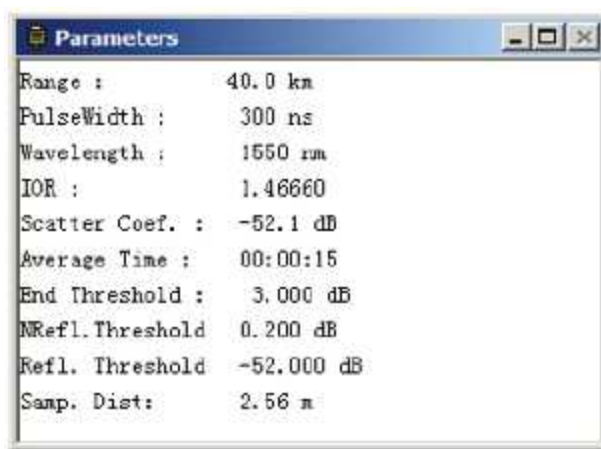 Parameters
Range : 40.0 km
PulseWidth : 300 ns
Wavelength : 1550 nm
IOR : 1.46660
Scatter Coef. : -52.1 dB
Average Time : 00:00:15
End Threshold : 3.000 dB
NRefl.Threshold 0.200 dB
Refl. Threshold -52.000 dB
Samp. Dist: 2.56 m